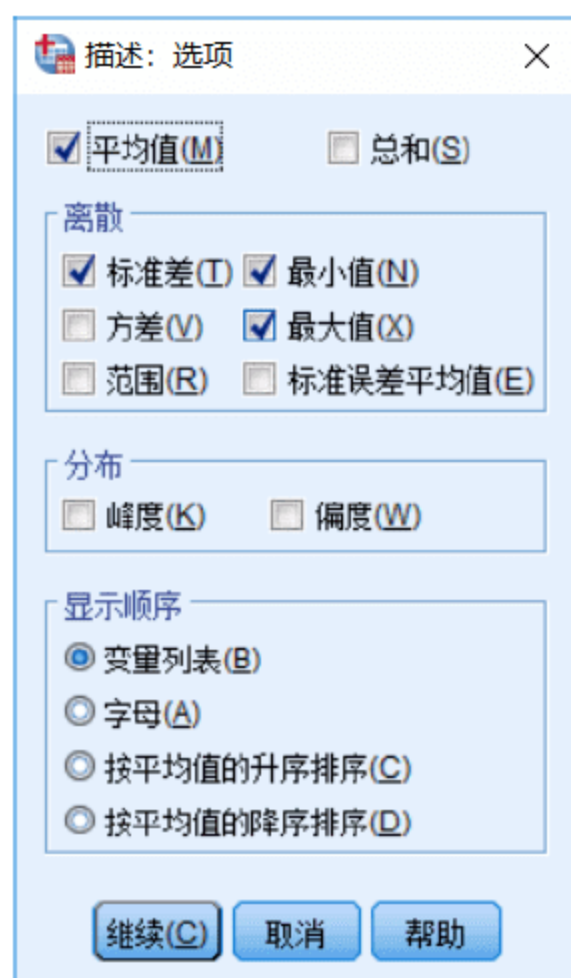 描述：选项
平均值(M) 总和(S)
离散
标准差(T) 最小值(N)
方差(V) 最大值(X)
范围(R) 标准误差平均值(E)
分布
峰度(K) 偏度(W)
显示顺序
变量列表(B)
字母(A)
按平均值的升序排序(C)
按平均值的降序排序(D)
继续(C) 取消 帮助